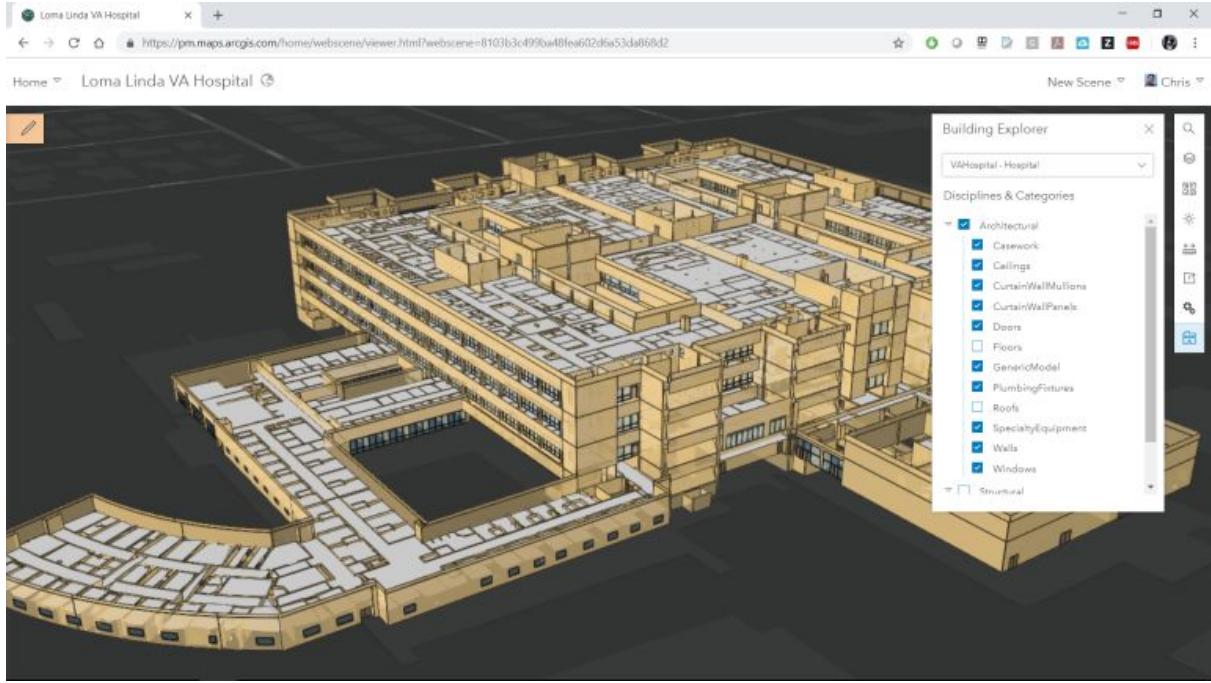 Loma Linda VA Hospital
https://pm.maps.arcgis.com/home/webscene/viewer.html?webscene=8103b3c499ba48fea602d6a53da868d2
Home Loma Linda VA Hospital New Scene Chris
Building Explorer
VAHospital - Hospital
Disciplines & Categories
Architectural
Casework
Ceilings
CurtainWallMullions
CurtainWallPanels
Doors
Floors
GenericModel
PlumbingFixtures
Roofs
SpecialtyEquipment
Walls
Windows
Structural